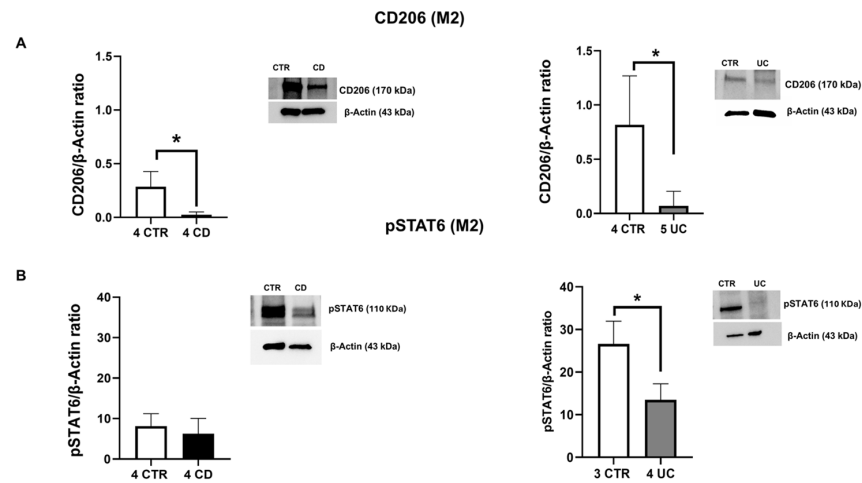 CD206 (M2)
A
CD206/β-Actin ratio
1.5
1.0
0.5
0.0
*
4 CTR 4 CD
CTR CD
CD206 (170 kDa)
β-Actin (43 kDa)
CD206/β-Actin ratio
1.5
1.0
0.5
0.0
*
4 CTR 5 UC
CTR UC
CD206 (170 kDa)
β-Actin (43 kDa)
pSTAT6 (M2)
B
pSTAT6/β-Actin ratio
40
30
20
10
0
4 CTR 4 CD
CTR CD
pSTAT6 (110 KDa)
β-Actin (43 kDa)
pSTAT6/β-Actin ratio
40
30
20
10
0
*
3 CTR 4 UC
CTR UC
pSTAT6 (110 KDa)
β-Actin (43 kDa)